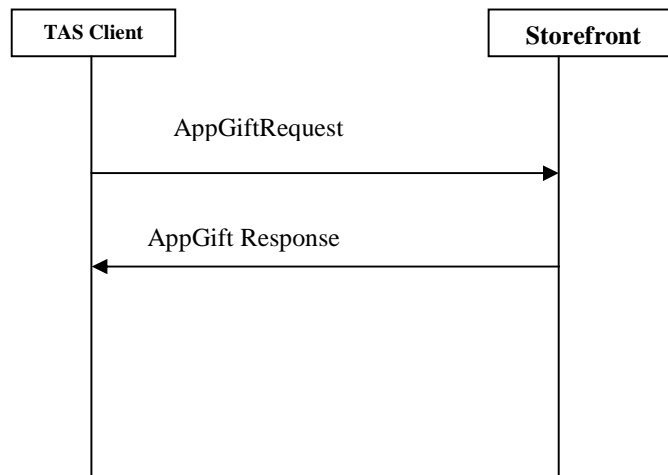 TAS Client
Storefront
AppGiftRequest
AppGift Response